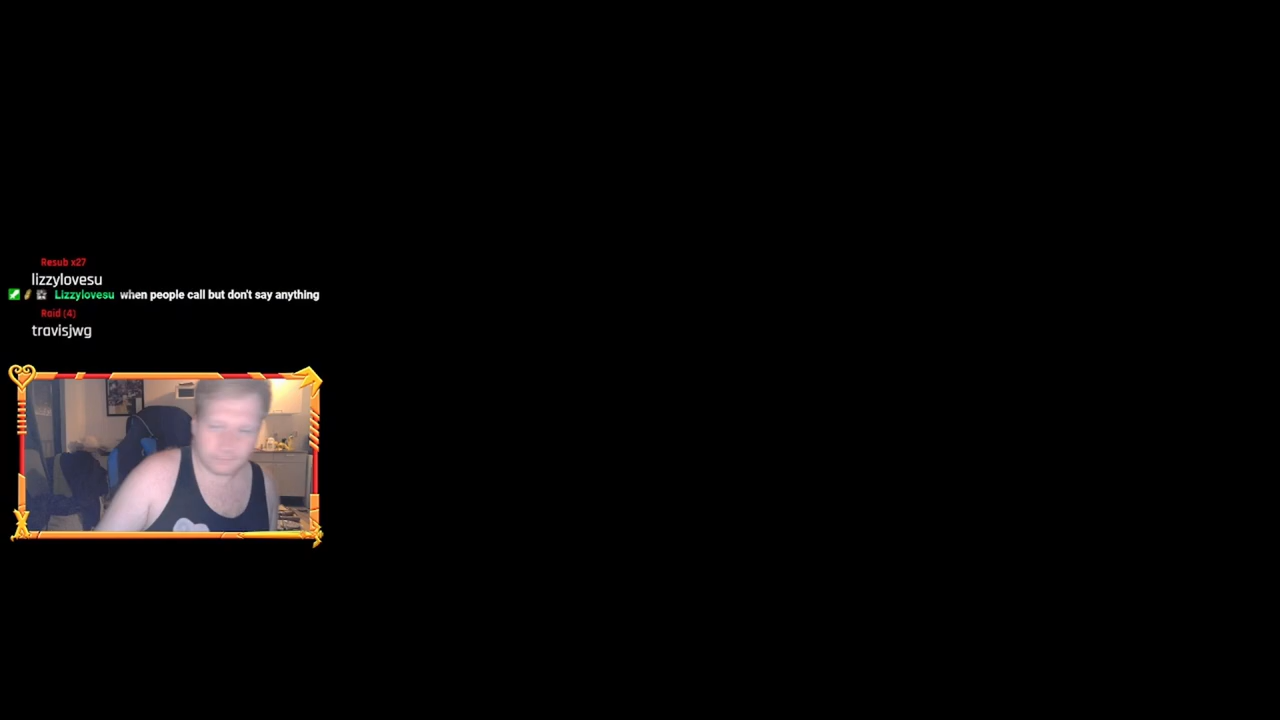 Resub x27
lizzylovesu
Lizzylovesu when people call but don't say anything
Raid (4)
travisjwg